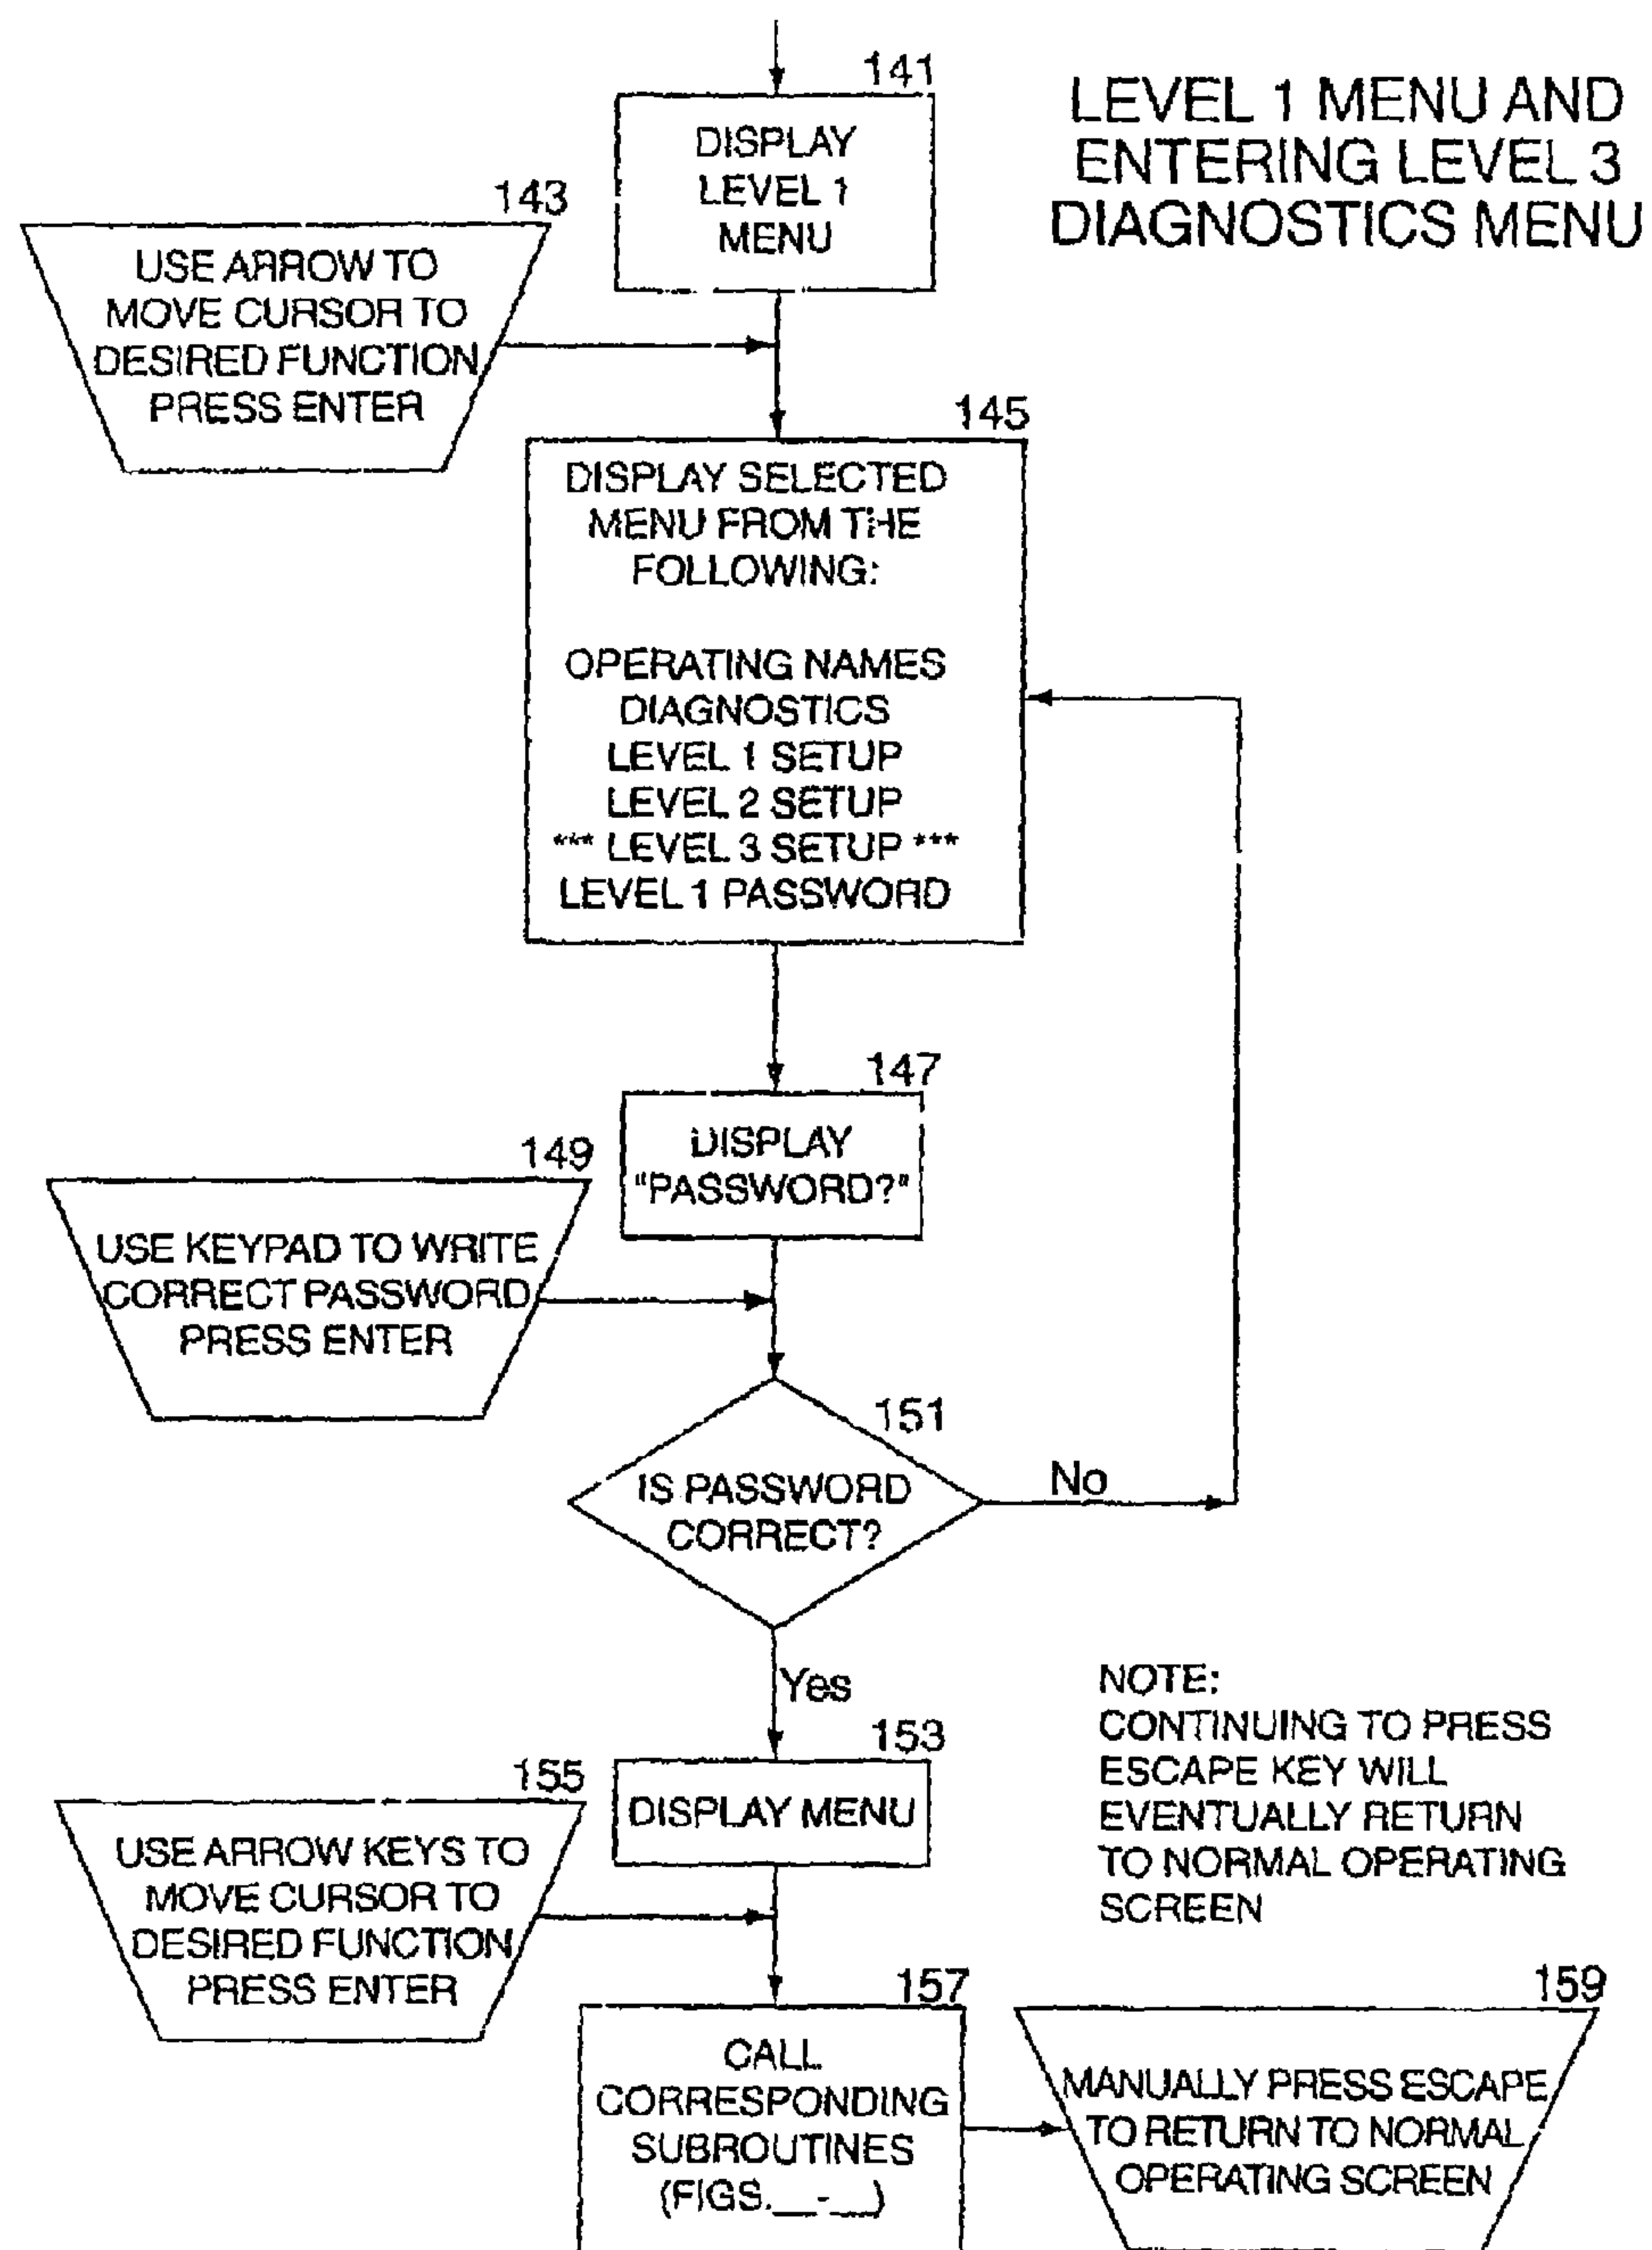 141
DISPLAY
LEVEL 1
MENU
LEVEL 1 MENU AND
ENTERING LEVEL 3
DIAGNOSTICS MENU
143
USE ARROW TO
MOVE CURSOR TO
DESIRED FUNCTION
PRESS ENTER
145
DISPLAY SELECTED
MENU FROM THE
FOLLOWING:
OPERATING NAMES
DIAGNOSTICS
LEVEL 1 SETUP
LEVEL 2 SETUP
*** LEVEL 3 SETUP ***
LEVEL 1 PASSWORD
147
DISPLAY
"PASSWORD?"
149
USE KEYPAD TO WRITE
CORRECT PASSWORD
PRESS ENTER
151
IS PASSWORD
CORRECT?
No
Yes
153
DISPLAY MENU
NOTE:
CONTINUING TO PRESS
ESCAPE KEY WILL
EVENTUALLY RETURN
TO NORMAL OPERATING
SCREEN
155
USE ARROW KEYS TO
MOVE CURSOR TO
DESIRED FUNCTION
PRESS ENTER
157
CALL
CORRESPONDING
SUBROUTINES
(FIGS.__-__)
159
MANUALLY PRESS ESCAPE
TO RETURN TO NORMAL
OPERATING SCREEN